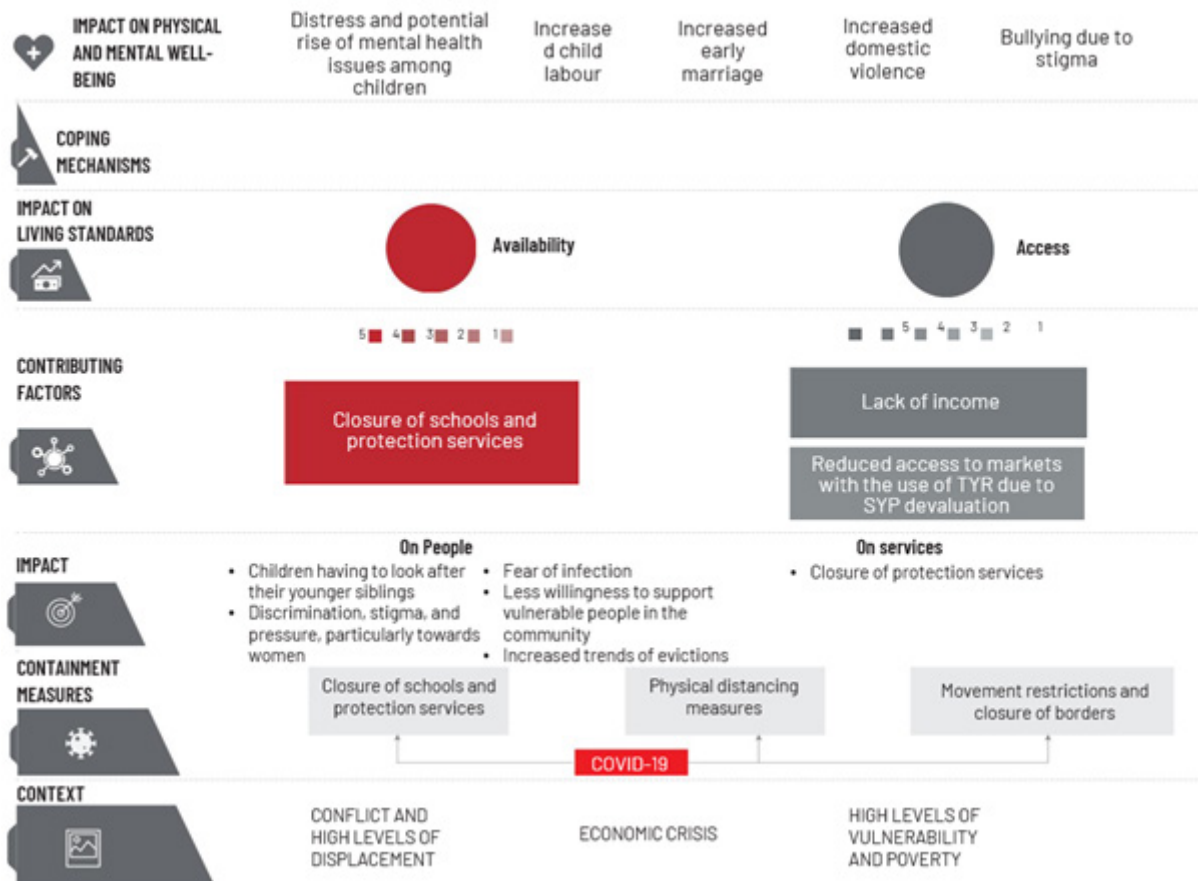 IMPACT ON PHYSICAL
AND MENTAL WELL-
BEING
Distress and potential
rise of mental health
issues among
children
Increase
d child
labour
Increased
early
marriage
Increased
domestic
violence
Bullying due to
stigma
COPING
MECHANISMS
IMPACT ON
LIVING STANDARDS
Availability
Access
5 4 3 2 1
5 4 3 2 1
CONTRIBUTING
FACTORS
Closure of schools and
protection services
Lack of income
Reduced access to markets
with the use of TYR due to
SYP devaluation
IMPACT
On People
• Children having to look after
their younger siblings
• Discrimination, stigma, and
pressure, particularly towards
women
• Fear of infection
• Less willingness to support
vulnerable people in the
community
• Increased trends of evictions
On services
• Closure of protection services
CONTAINMENT
MEASURES
Closure of schools and
protection services
Physical distancing
measures
Movement restrictions and
closure of borders
COVID-19
CONTEXT
CONFLICT AND
HIGH LEVELS OF
DISPLACEMENT
ECONOMIC CRISIS
HIGH LEVELS OF
VULNERABILITY
AND POVERTY